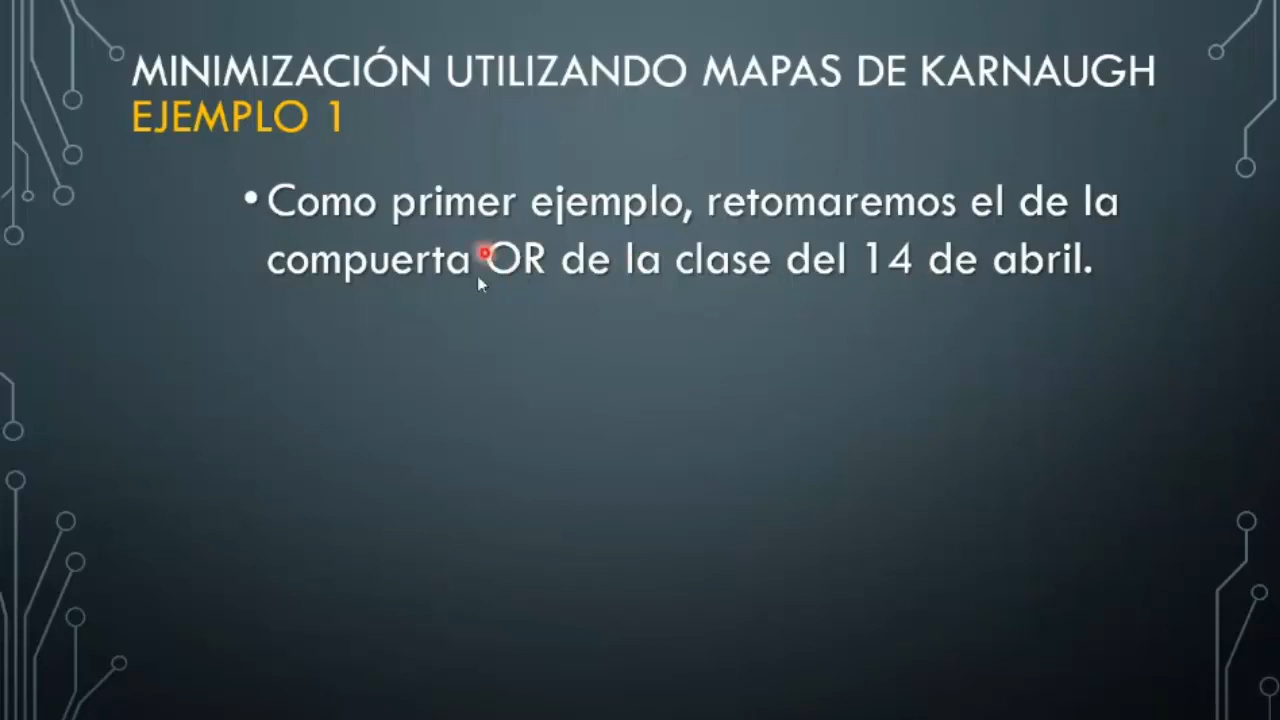 MINIMIZACIÓN UTILIZANDO MAPAS DE KARNAUGH
EJEMPLO 1
• Como primer ejemplo, retomaremos el de la
compuerta OR de la clase del 14 de abril.